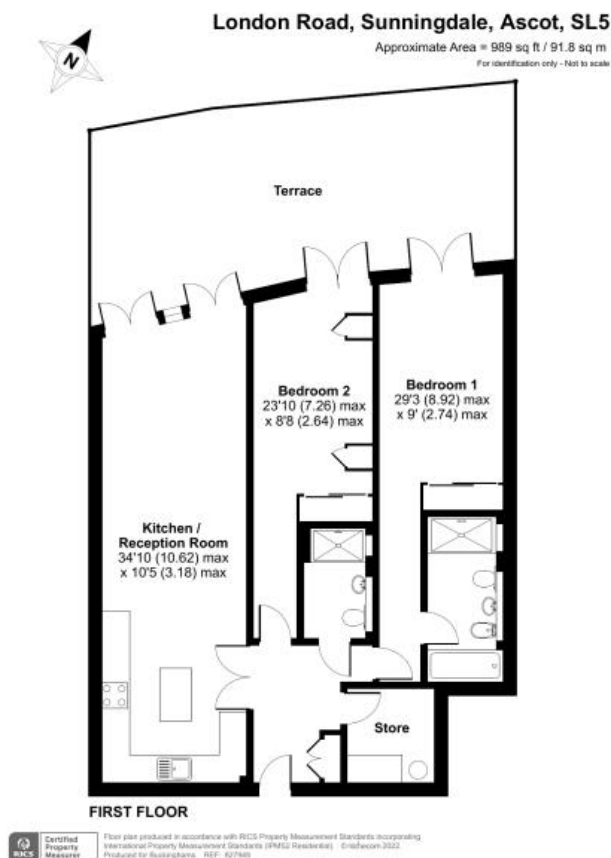 London Road, Sunningdale, Ascot, SL5
Approximate Area = 989 sq ft / 91.8 sq m
For identification only - Not to scale
N
Terrace
Bedroom 2
23'10 (7.26) max
x 8'8 (2.64) max
Bedroom 1
29'3 (8.92) max
x 9' (2.74) max
Kitchen /
Reception Room
34'10 (10.62) max
x 10'5 (3.18) max
Store
FIRST FLOOR
RICS
Certified
Property
Measurer
Floor plan produced in accordance with RICS Property Measurement Standards incorporating
International Property Measurement Standards (IPMS2 Residential). ©nichecom 2022.
Produced for Buckinghams. REF: 827949